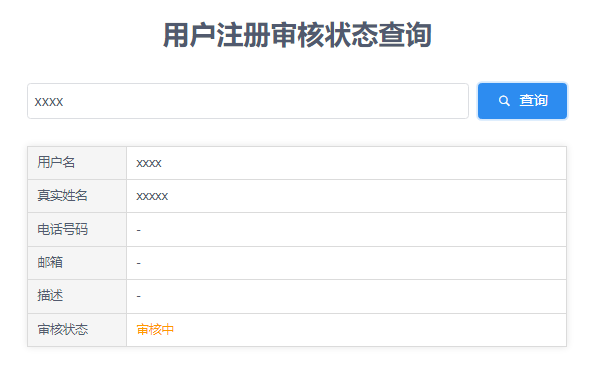 用户注册审核状态查询
xxxx
查询
用户名 xxxx
真实姓名 xxxxx
电话号码 -
邮箱 -
描述 -
审核状态 审核中